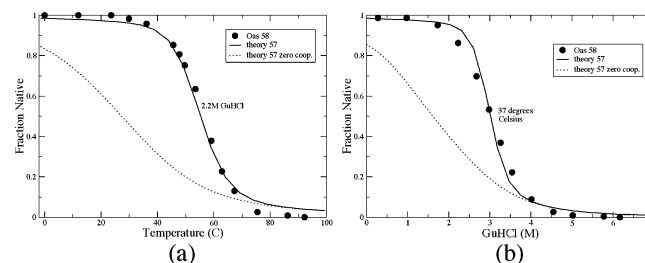 Fraction Native
1
0.8
0.6
0.4
0.2
0
0 20 40 60 80 100
Temperature (C)
Oas 58
theory 57
theory 57 zero coop.
2.2M GuHCl
(a)
Fraction Native
1
0.8
0.6
0.4
0.2
0
0 1 2 3 4 5 6
GuHCl (M)
Oas 58
theory 57
theory 57 zero coop.
37 degrees
Celsius
(b)